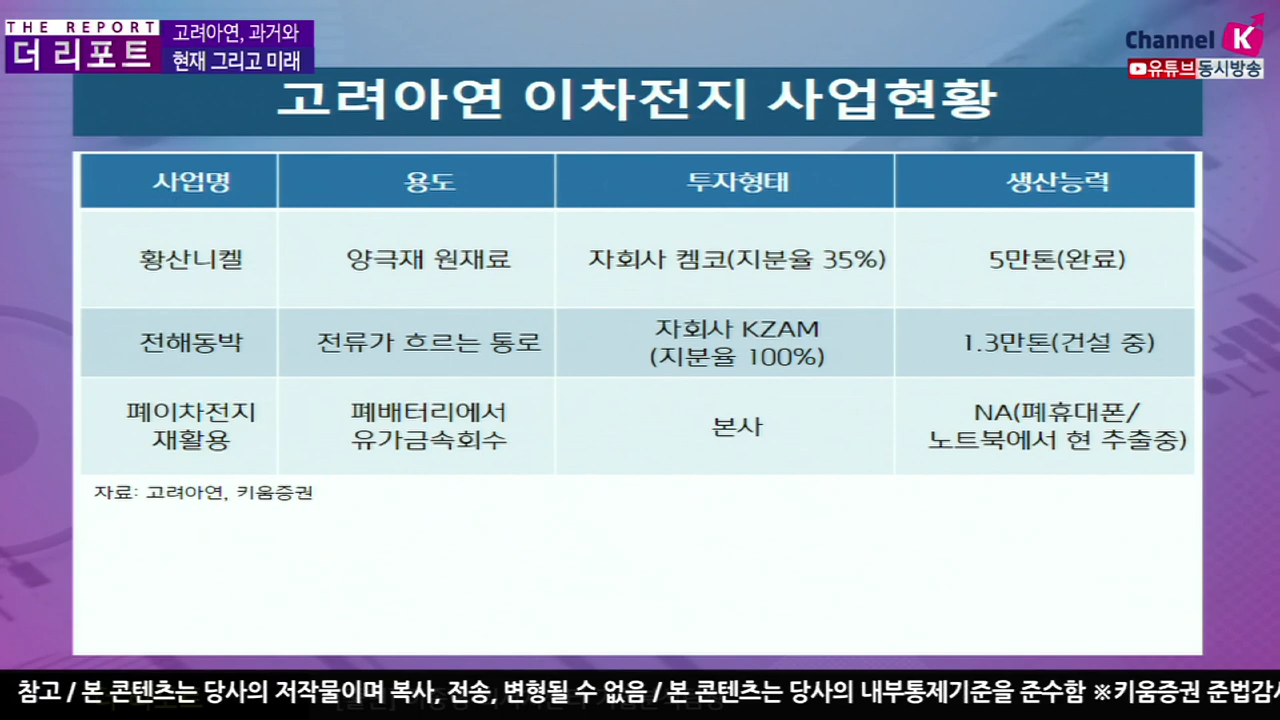 THE REPORT
더 리포트
고려아연, 과거와
현재 그리고 미래
Channel K
유튜브 동시방송
고려아연 이차전지 사업현황
사업명 용도 투자형태 생산능력
황산니켈 양극재 원재료 자회사 켐코(지분율 35%) 5만톤(완료)
전해동박 전류가 흐르는 통로 자회사 KZAM
(지분율 100%) 1.3만톤(건설 중)
폐이차전지
재활용 폐배터리에서
유가금속회수 본사 NA(폐휴대폰/
노트북에서 현 추출중)
자료: 고려아연, 키움증권
참고 / 본 콘텐츠는 당사의 저작물이며 복사, 전송, 변형될 수 없음 / 본 콘텐츠는 당사의 내부통제기준을 준수함 ※키움증권 준법감시